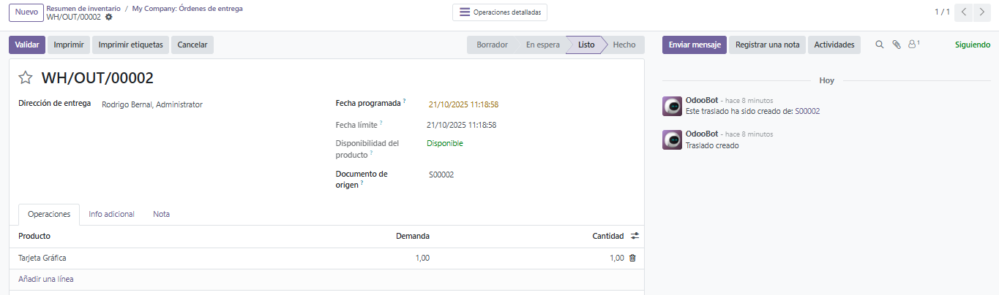 Nuevo
Resumen de inventario / My Company: Órdenes de entrega
WH/OUT/00002
Operaciones detalladas
1 / 1
Validar
Imprimir
Imprimir etiquetas
Cancelar
Borrador
En espera
Listo
Hecho
Enviar mensaje
Registrar una nota
Actividades
1
Siguiendo
WH/OUT/00002
Dirección de entrega
Rodrigo Bernal, Administrator
Fecha programada ?
21/10/2025 11:18:58
Fecha límite ?
21/10/2025 11:18:58
Disponibilidad del
producto ?
Disponible
Documento de
origen ?
S00002
Hoy
OdooBot - hace 8 minutos
Este traslado ha sido creado de: S00002
OdooBot - hace 8 minutos
Traslado creado
Operaciones
Info adicional
Nota
Producto
Demanda
Cantidad
Tarjeta Gráfica
1,00
1,00
Añadir una línea